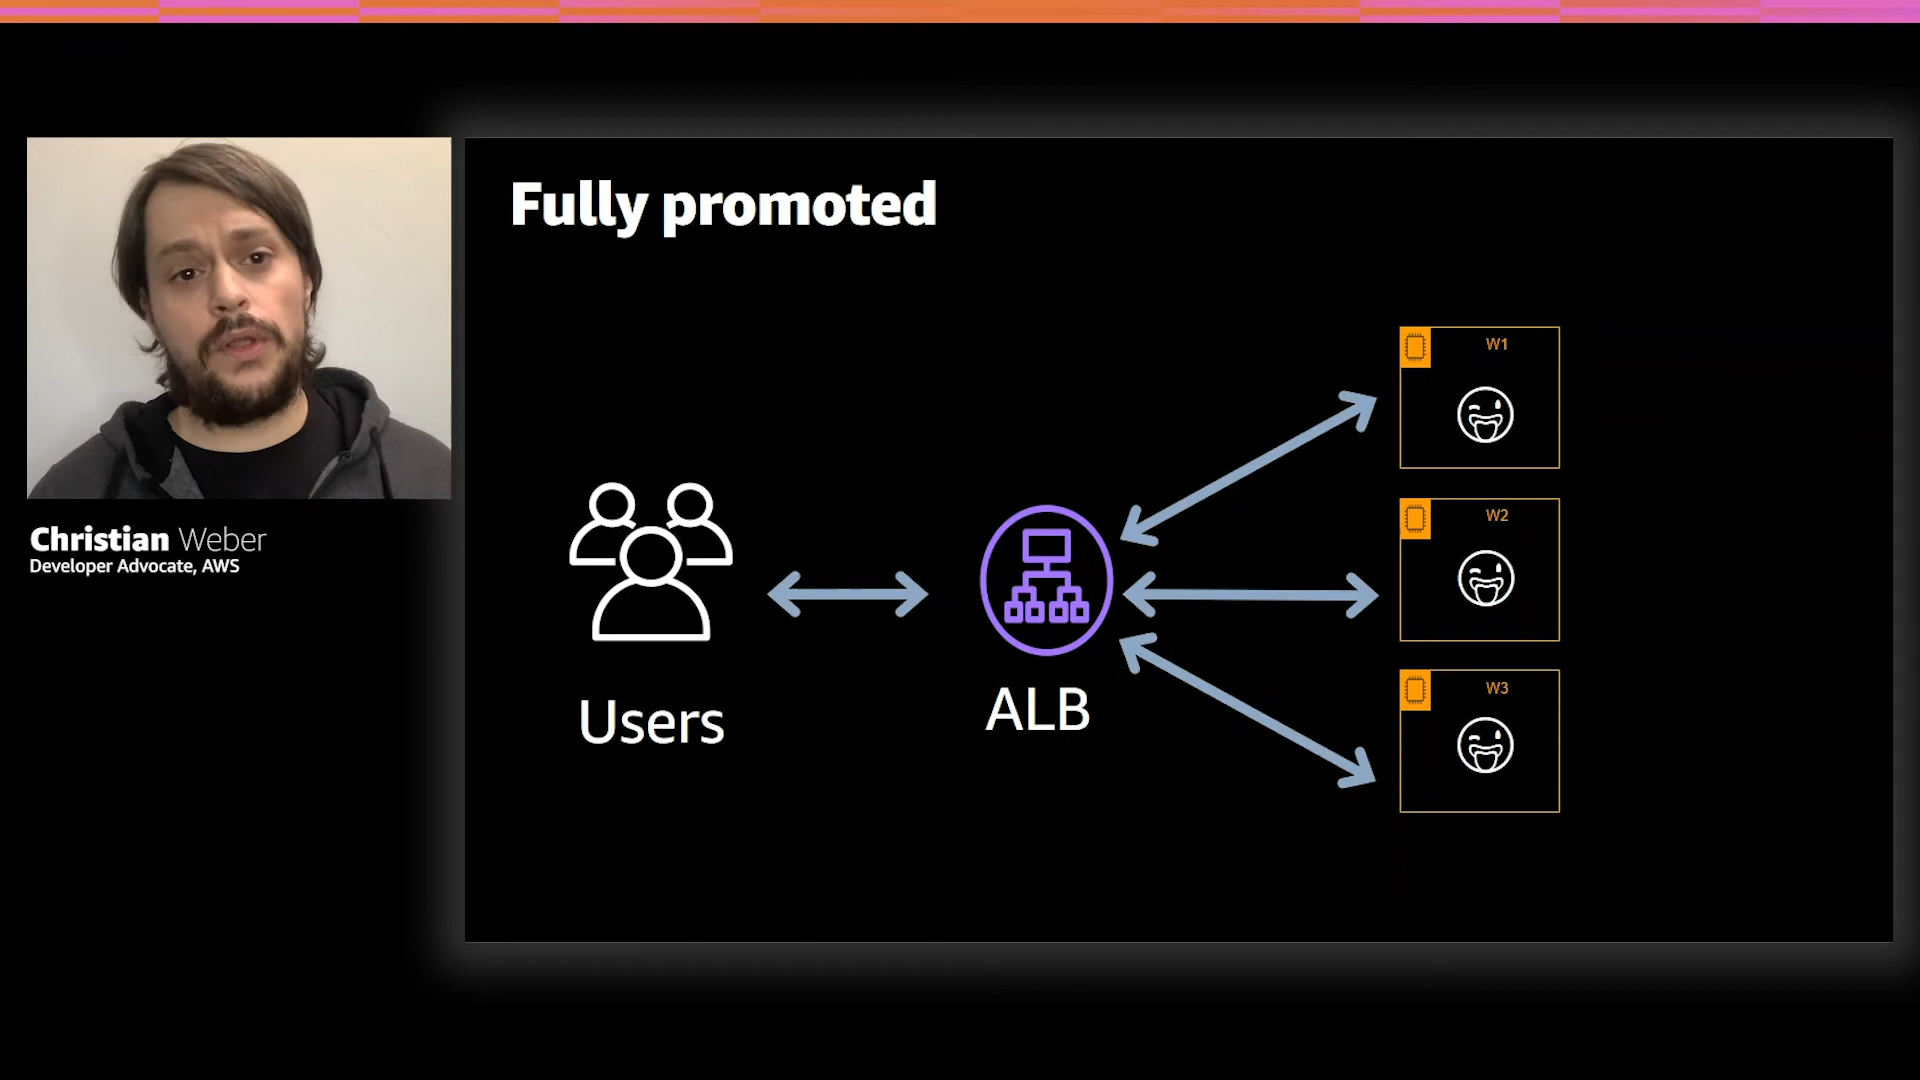 Fully promoted
W1
W2
W3
Users
ALB
Christian Weber
Developer Advocate, AWS